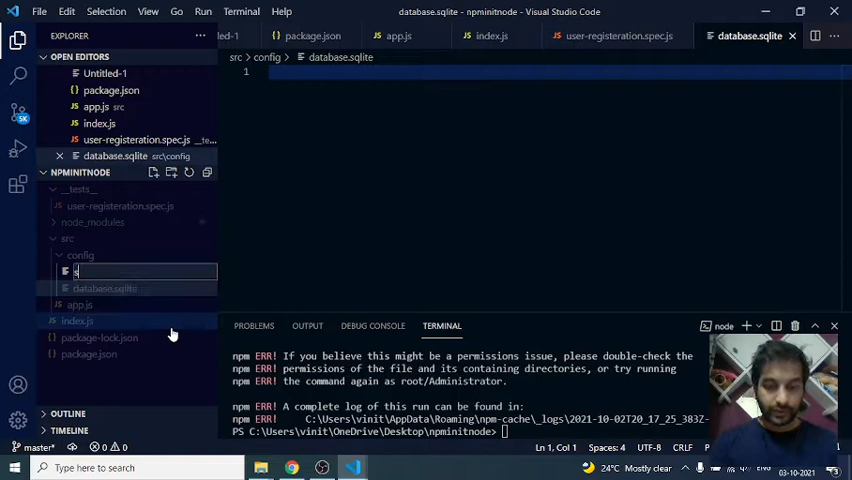 File Edit Selection View Go Run Terminal Help database.sqlite - npminitnode - Visual Studio Code
EXPLORER
led-1 package.json app.js index.js user-registeration.spec.js database.sqlite
src > config > database.sqlite
1
OPEN EDITORS
Untitled-1
package.json
app.js src
index.js
user-registeration.spec.js __te...
database.sqlite src\config
NPMINITNODE
__tests__
user-registeration.spec.js
node_modules
src
config
s
database.sqlite
app.js
index.js
package-lock.json
package.json
OUTLINE
TIMELINE
5K
PROBLEMS OUTPUT DEBUG CONSOLE TERMINAL node
npm ERR! If you believe this might be a permissions issue, please double-check the
npm ERR! permissions of the file and its containing directories, or try running
npm ERR! the command again as root/Administrator.
npm ERR! A complete log of this run can be found in:
npm ERR! C:\Users\vinit\AppData\Roaming\npm-cache\_logs\2021-10-02T20_17_25_383Z-
PS C:\Users\vinit\OneDrive\Desktop\npminitnode>
master* 0 0 Ln 1, Col 1 Spaces: 4 UTF-8 CRLF
Type here to search 24°C Mostly clear ENG 03-10-2021